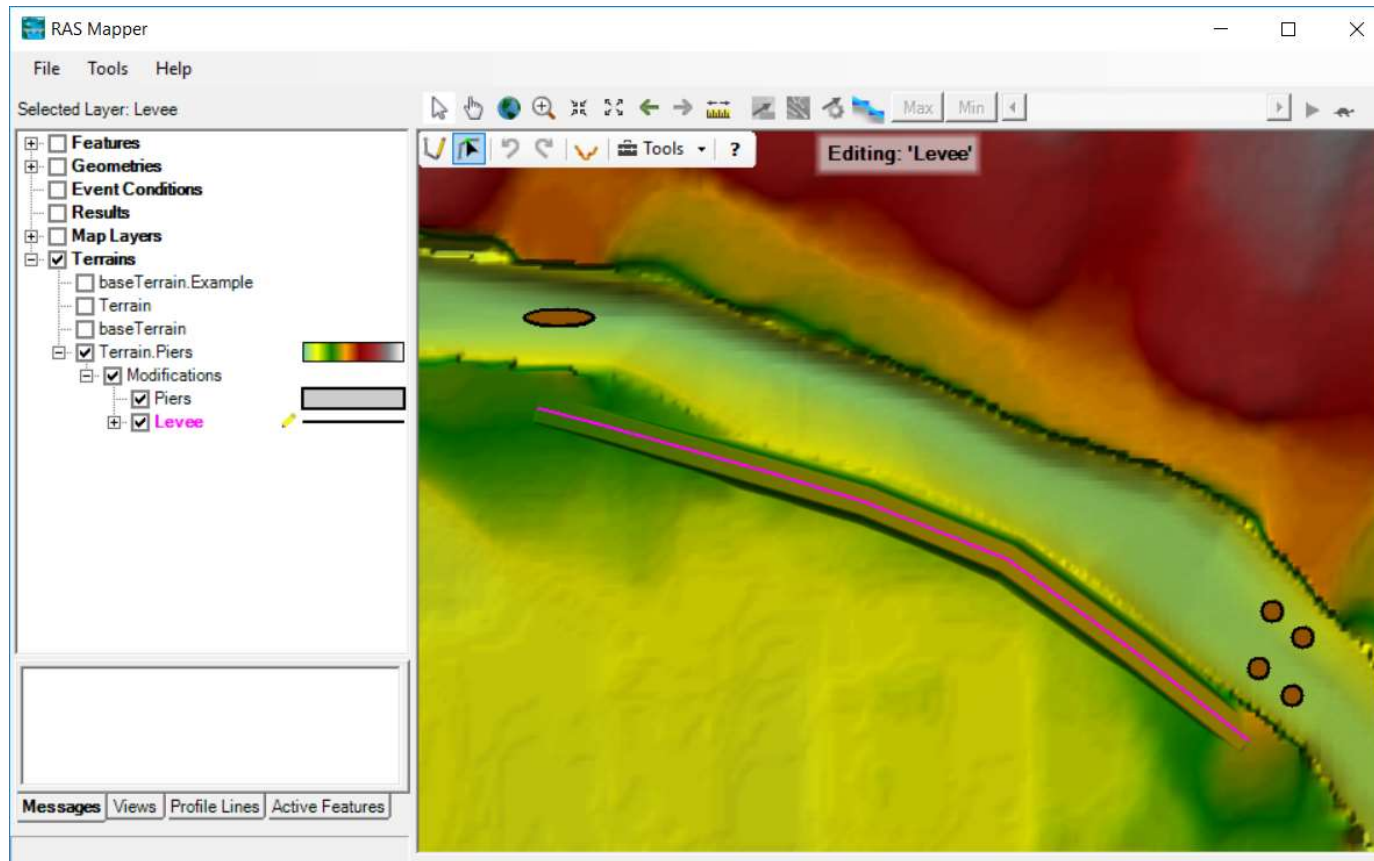 RAS Mapper
File Tools Help
Selected Layer: Levee
Max Min
Features
Geometries
Event Conditions
Results
Map Layers
Terrains
baseTerrain.Example
Terrain
baseTerrain
Terrain.Piers
Modifications
Piers
Levee
Tools ?
Editing: 'Levee'
Messages Views Profile Lines Active Features